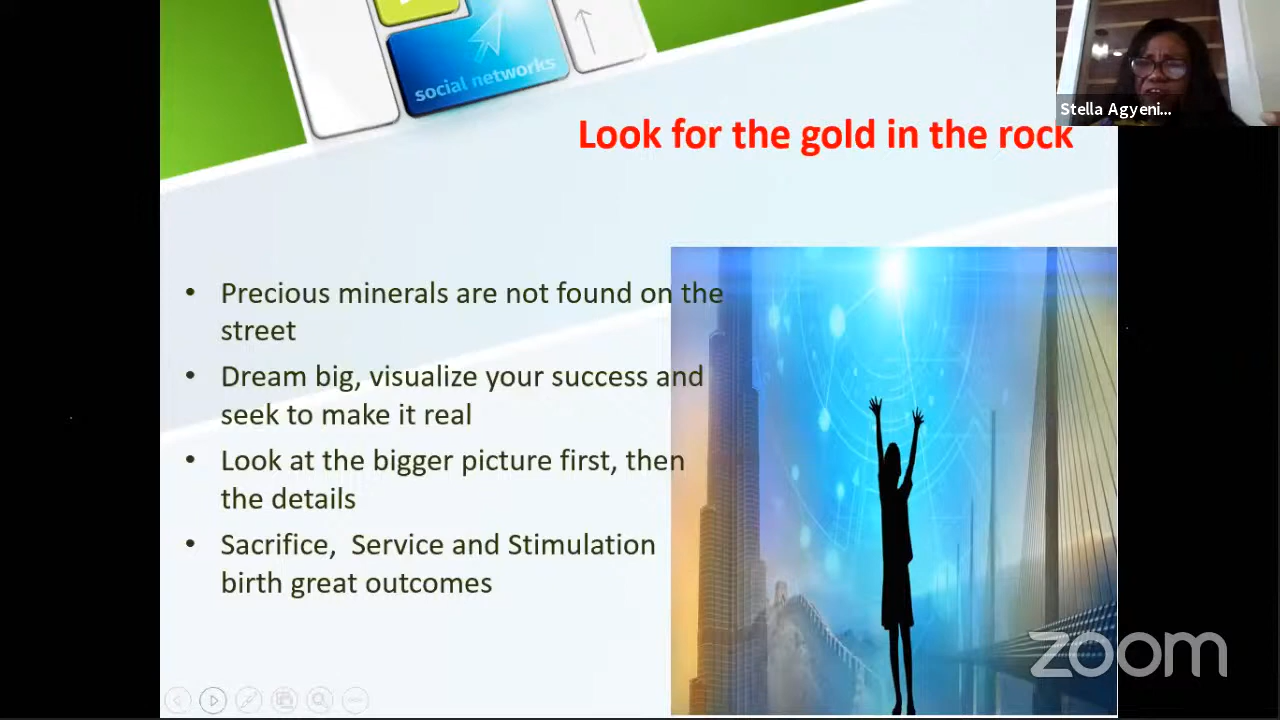 social networks
Stella Agyeni...
Look for the gold in the rock
• Precious minerals are not found on the
street
• Dream big, visualize your success and
seek to make it real
• Look at the bigger picture first, then
the details
• Sacrifice,  Service and Stimulation
birth great outcomes
zoom